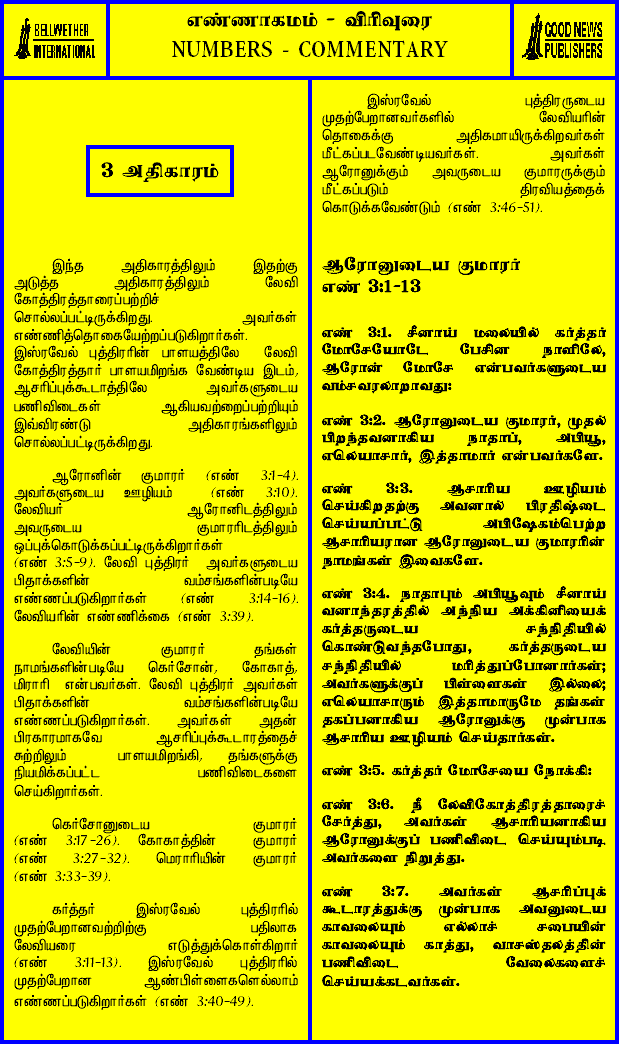 BELLWETHER
INTERNATIONAL
எண்ணாகமம் - விரிவுரை
NUMBERS - COMMENTARY
GOOD NEWS
PUBLISHERS
3 அதிகாரம்
இந்த அதிகாரத்திலும் இதற்கு
அடுத்த அதிகாரத்திலும் லேவி
கோத்திரத்தாரைப்பற்றிச்
சொல்லப்பட்டிருக்கிறது. அவர்கள்
எண்ணித்தொகையேற்றப்படுகிறார்கள்.
இஸ்ரவேல் புத்திரரின் பாளயத்திலே லேவி
கோத்திரத்தார் பாளயமிறங்க வேண்டிய இடம்,
ஆசரிப்புக்கூடாத்திலே அவர்களுடைய
பணிவிடைகள் ஆகியவற்றைப்பற்றியும்
இவ்விரண்டு அதிகாரங்களிலும்
சொல்லப்பட்டிருக்கிறது.
ஆரோனின் குமாரர் (எண் 3:1-4).
அவர்களுடைய ஊழியம் (எண் 3:10).
லேவியர் ஆரோனிடத்திலும்
அவருடைய குமாரரிடத்திலும்
ஒப்புக்கொடுக்கப்பட்டிருக்கிறார்கள்
(எண் 3:5-9). லேவி புத்திரர் அவர்களுடைய
பிதாக்களின் வம்சங்களின்படியே
எண்ணப்படுகிறார்கள் (எண் 3:14-16).
லேவியரின் எண்ணிக்கை (எண் 3:39).
லேவியின் குமாரர் தங்கள்
நாமங்களின்படியே கெர்சோன், கோகாத்,
மிராரி என்பவர்கள். லேவி புத்திரர் அவர்கள்
பிதாக்களின் வம்சங்களின்படியே
எண்ணப்படுகிறார்கள். அவர்கள் அதன்
பிரகாரமாகவே ஆசரிப்புக்கூடாரத்தைச்
சுற்றிலும் பாளயமிறங்கி, தங்களுக்கு
நியமிக்கப்பட்ட பணிவிடைகளை
செய்கிறார்கள்.
கெர்சோனுடைய குமாரர்
(எண் 3:17-26). கோகாத்தின் குமாரர்
(எண் 3:27-32). மெராரியின் குமாரர்
(எண் 3:33-39).
கர்த்தர் இஸ்ரவேல் புத்திரரில்
முதற்பேறானவற்றிற்கு பதிலாக
லேவியரை எடுத்துக்கொள்கிறார்
(எண் 3:11-13). இஸ்ரவேல் புத்திரரில்
முதற்பேறான ஆண்பிள்ளைகளெல்லாம்
எண்ணப்படுகிறார்கள் (எண் 3:40-49).
இஸ்ரவேல் புத்திரருடைய
முதற்பேறானவர்களில் லேவியரின்
தொகைக்கு அதிகமாயிருக்கிறவர்கள்
மீட்கப்படவேண்டியவர்கள். அவர்கள்
ஆரோனுக்கும் அவருடைய குமாரருக்கும்
மீட்கப்படும் திரவியத்தைக்
கொடுக்கவேண்டும் (எண் 3:46-51).
ஆரோனுடைய குமாரர்
எண் 3:1-13
எண் 3:1. சீனாய் மலையில் கர்த்தர்
மோசேயோடே பேசின நாளிலே,
ஆரோன் மோசே என்பவர்களுடைய
வம்சவரலாறாவது:
எண் 3:2. ஆரோனுடைய குமாரர், முதல்
பிறந்தவனாகிய நாதாப், அபியூ,
எலெயாசார், இத்தாமார் என்பவர்களே.
எண் 3:3. ஆசாரிய ஊழியம்
செய்கிறதற்கு அவனால் பிரதிஷ்டை
செய்யப்பட்டு அபிஷேகம்பெற்ற
ஆசாரியரான ஆரோனுடைய குமாரரின்
நாமங்கள் இவைகளே.
எண் 3:4. நாதாபும் அபியூவும் சீனாய்
வனாந்தரத்தில் அந்நிய அக்கினியைக்
கர்த்தருடைய சந்நிதியில்
கொண்டுவந்தபோது, கர்த்தருடைய
சந்நிதியில் மரித்துப்போனார்கள்;
அவர்களுக்குப் பிள்ளைகள் இல்லை;
எலெயாசாரும் இத்தாமாருமே தங்கள்
தகப்பனாகிய ஆரோனுக்கு முன்பாக
ஆசாரிய ஊழியம் செய்தார்கள்.
எண் 3:5. கர்த்தர் மோசேயை நோக்கி:
எண் 3:6. நீ லேவிகோத்திரத்தாரைச்
சேர்த்து, அவர்கள் ஆசாரியனாகிய
ஆரோனுக்குப் பணிவிடை செய்யும்படி
அவர்களை நிறுத்து.
எண் 3:7. அவர்கள் ஆசரிப்புக்
கூடாரத்துக்கு முன்பாக அவனுடைய
காவலையும் எல்லாச் சபையின்
காவலையும் காத்து, வாசஸ்தலத்தின்
பணிவிடை வேலைகளைச்
செய்யக்கடவர்கள்.